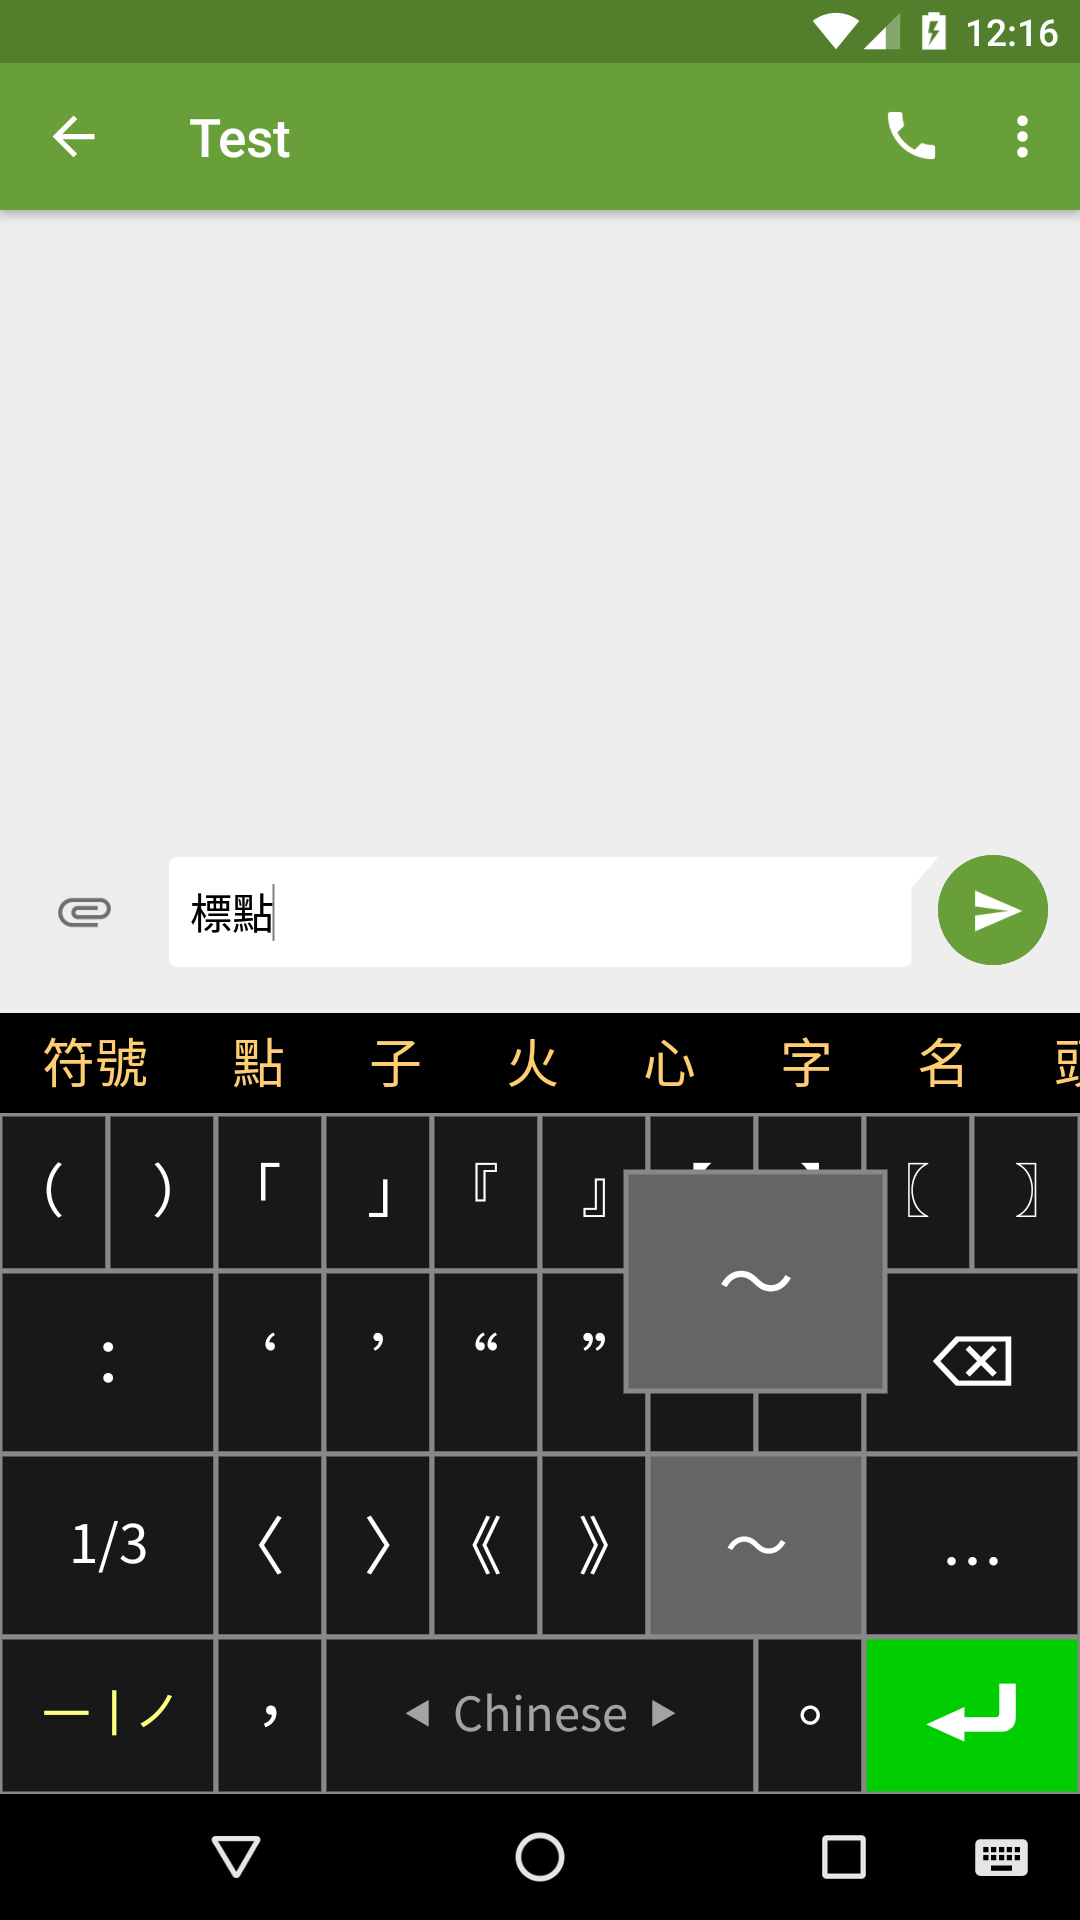 12:16
Test
標點
符號 點 子 火 心 字 名
（ ） 「 」 『 』 〖 〗
～
： ‘ ’ “ ”
1/3 〈 〉 《 》 ～ …
一丨ノ ， Chinese 。